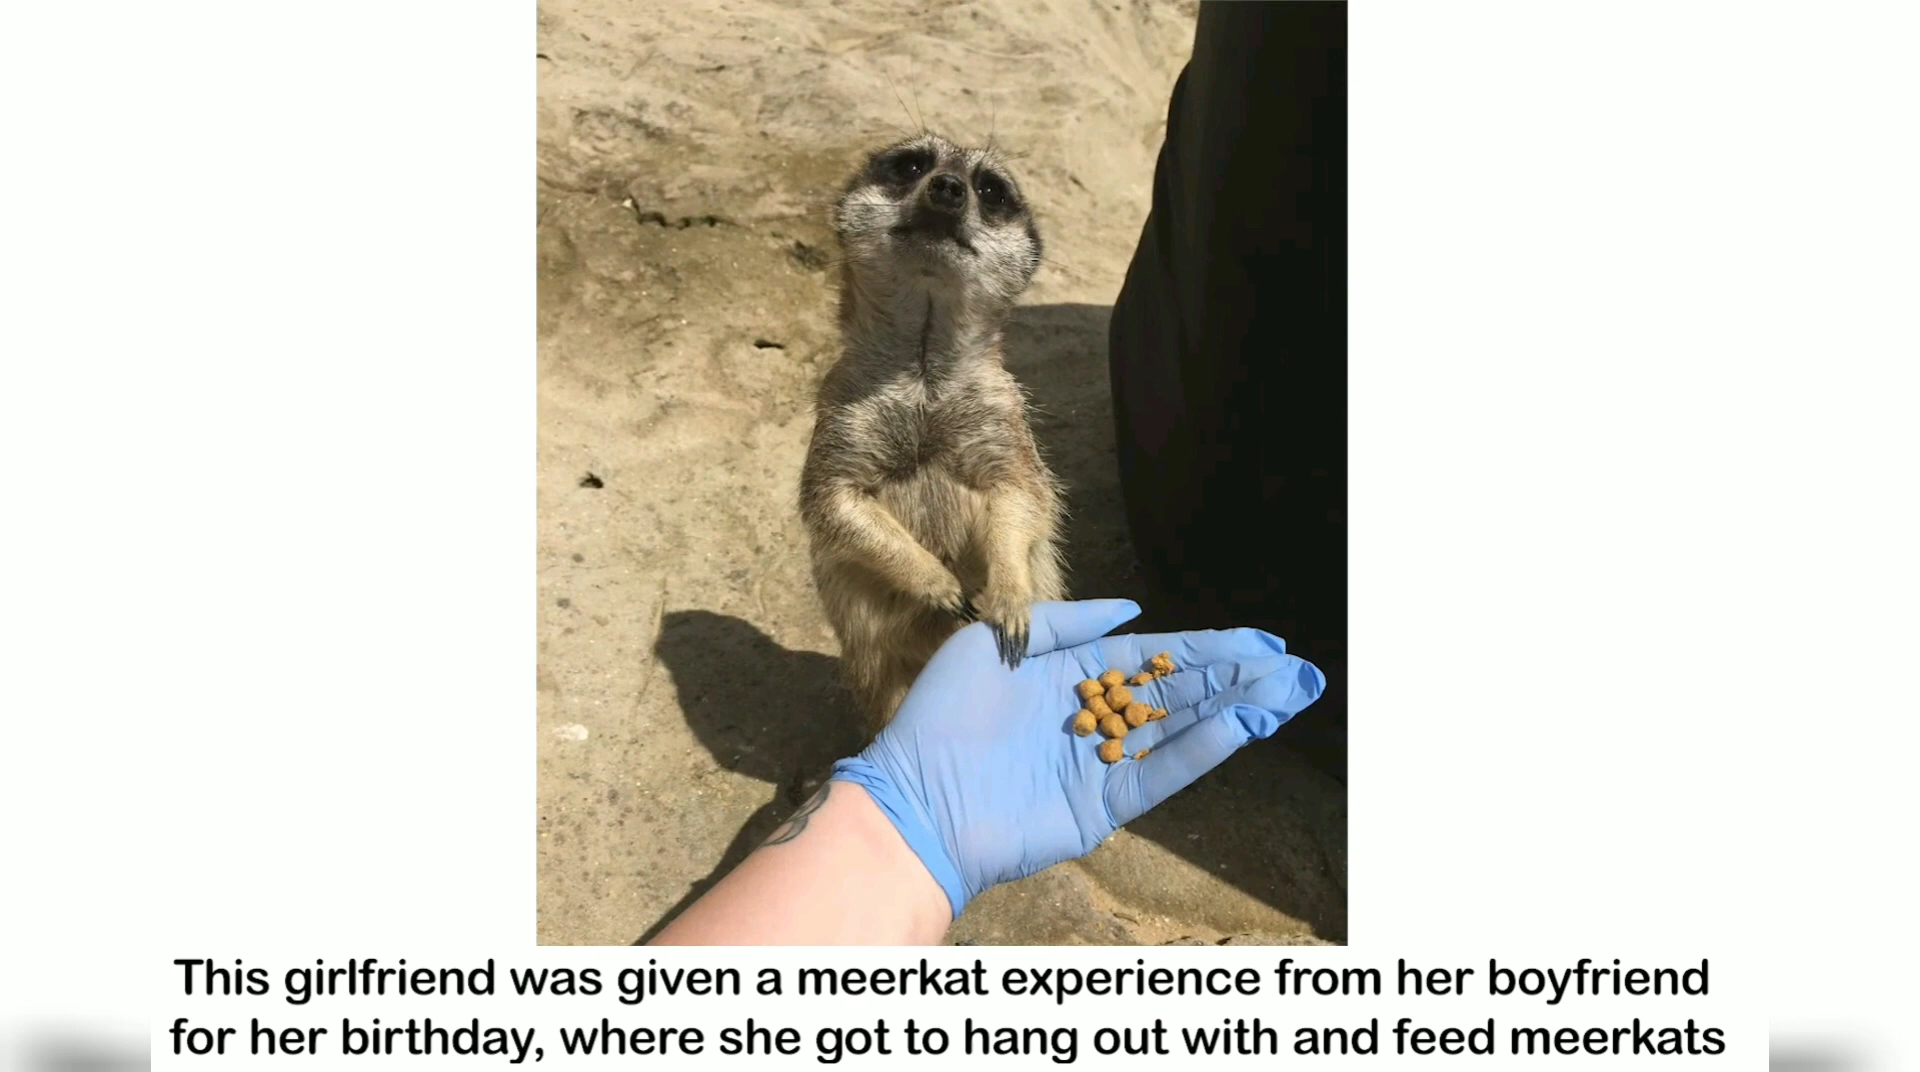 This girlfriend was given a meerkat experience from her boyfriend
for her birthday, where she got to hang out with and feed meerkats